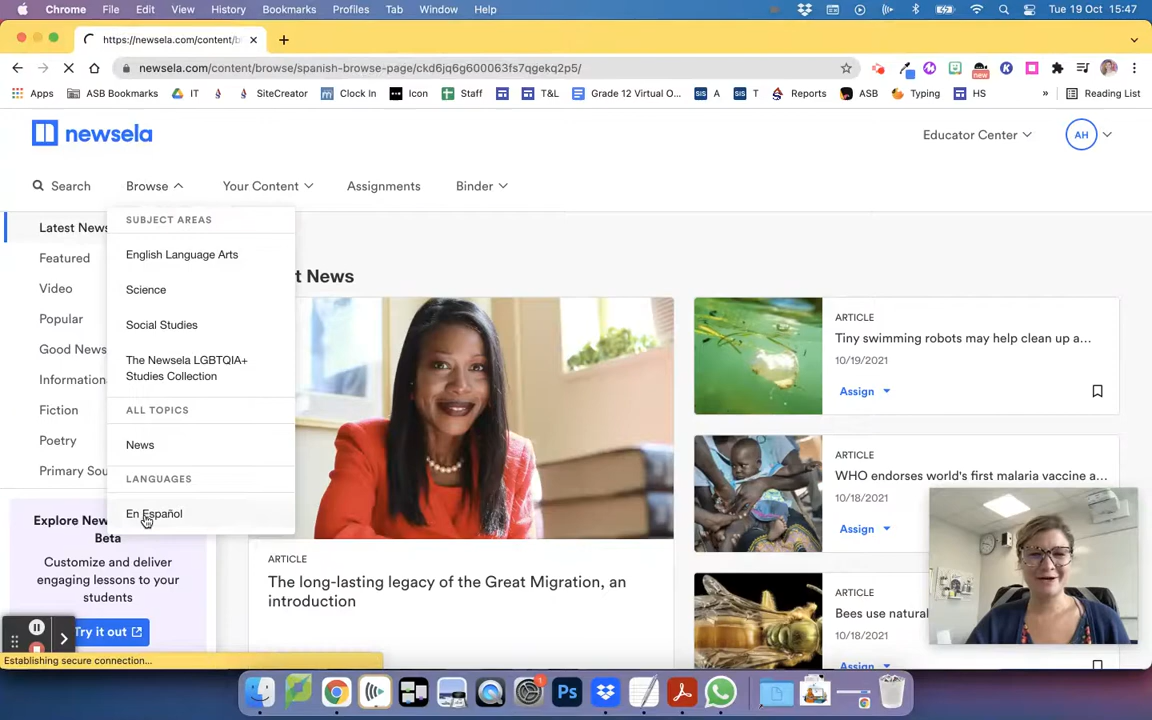 Chrome File Edit View History Bookmarks Profiles Tab Window Help Tue 19 Oct 15:47
https://newsela.com/content/b
newsela.com/content/browse/spanish-browse-page/ckd6jq6g600063fs7qgekq2p5/
new
Apps ASB Bookmarks IT SiteCreator Clock In Icon Staff T&L Grade 12 Virtual O... SIS A SIS T Reports ASB Typing HS » Reading List
newsela
Educator Center
AH
Search Browse Your Content Assignments Binder
Latest News
Featured
Video
Popular
Good News
Information
Fiction
Poetry
Primary Sou
SUBJECT AREAS
English Language Arts
Science
Social Studies
The Newsela LGBTQIA+
Studies Collection
ALL TOPICS
News
LANGUAGES
En Español
t News
ARTICLE
The long-lasting legacy of the Great Migration, an
introduction
ARTICLE
Tiny swimming robots may help clean up a...
10/19/2021
Assign
ARTICLE
WHO endorses world's first malaria vaccine a...
10/18/2021
Assign
ARTICLE
Bees use natural
10/18/2021
Assign
Explore New
Beta
Customize and deliver
engaging lessons to your
students
Try it out
Establishing secure connection...
1
Ps